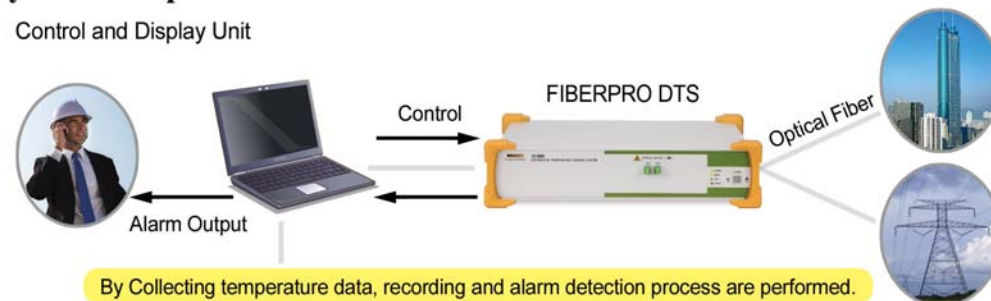 Control and Display Unit
FIBERPRO DTS
Control
Optical Fiber
Alarm Output
By Collecting temperature data, recording and alarm detection process are performed.